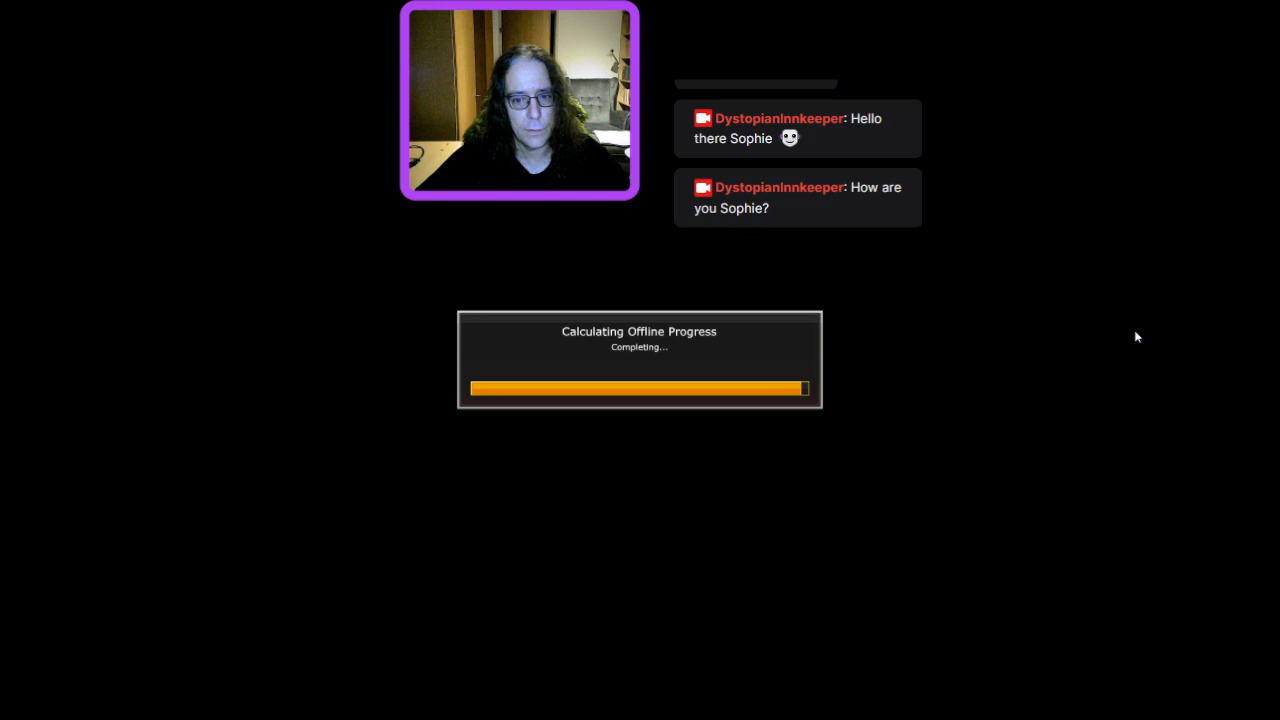 DystopianInnkeeper: Hello
there Sophie
DystopianInnkeeper: How are
you Sophie?
Calculating Offline Progress
Completing...